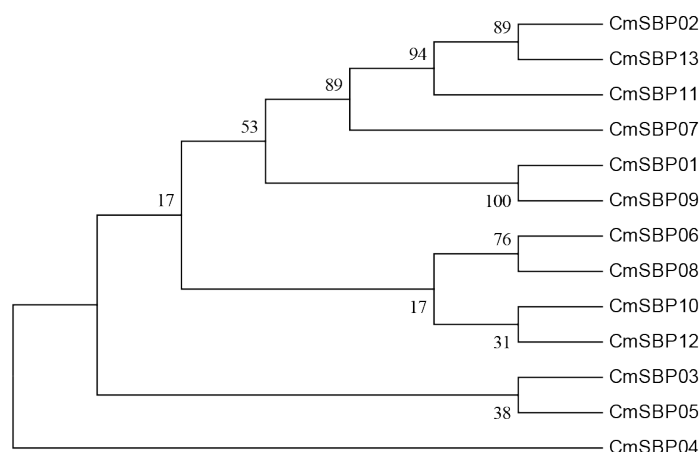 CmSBP02
89
CmSBP13
94
CmSBP11
89
CmSBP07
53
CmSBP01
17
100
CmSBP09
76
CmSBP06
CmSBP08
17
CmSBP10
31
CmSBP12
CmSBP03
38
CmSBP05
CmSBP04